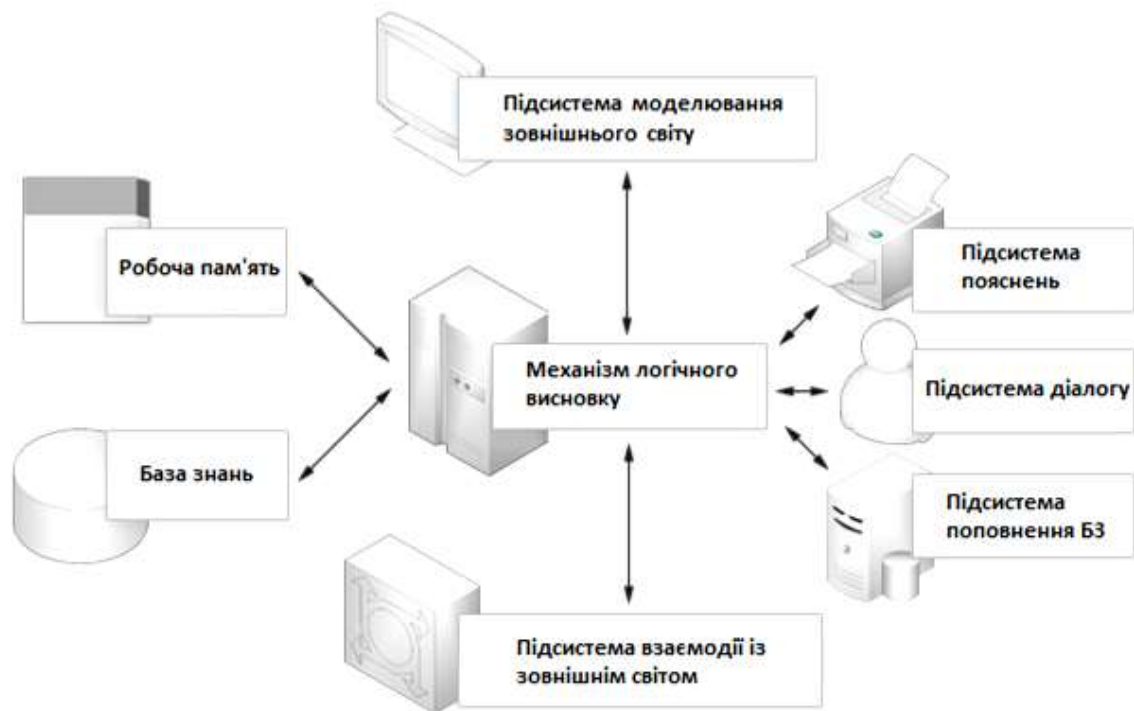 Підсистема моделювання
зовнішнього світу
Робоча пам'ять
Підсистема
пояснень
Механізм логічного
висновку
Підсистема діалогу
База знань
Підсистема
поповнення БЗ
Підсистема взаємодії із
зовнішнім світом